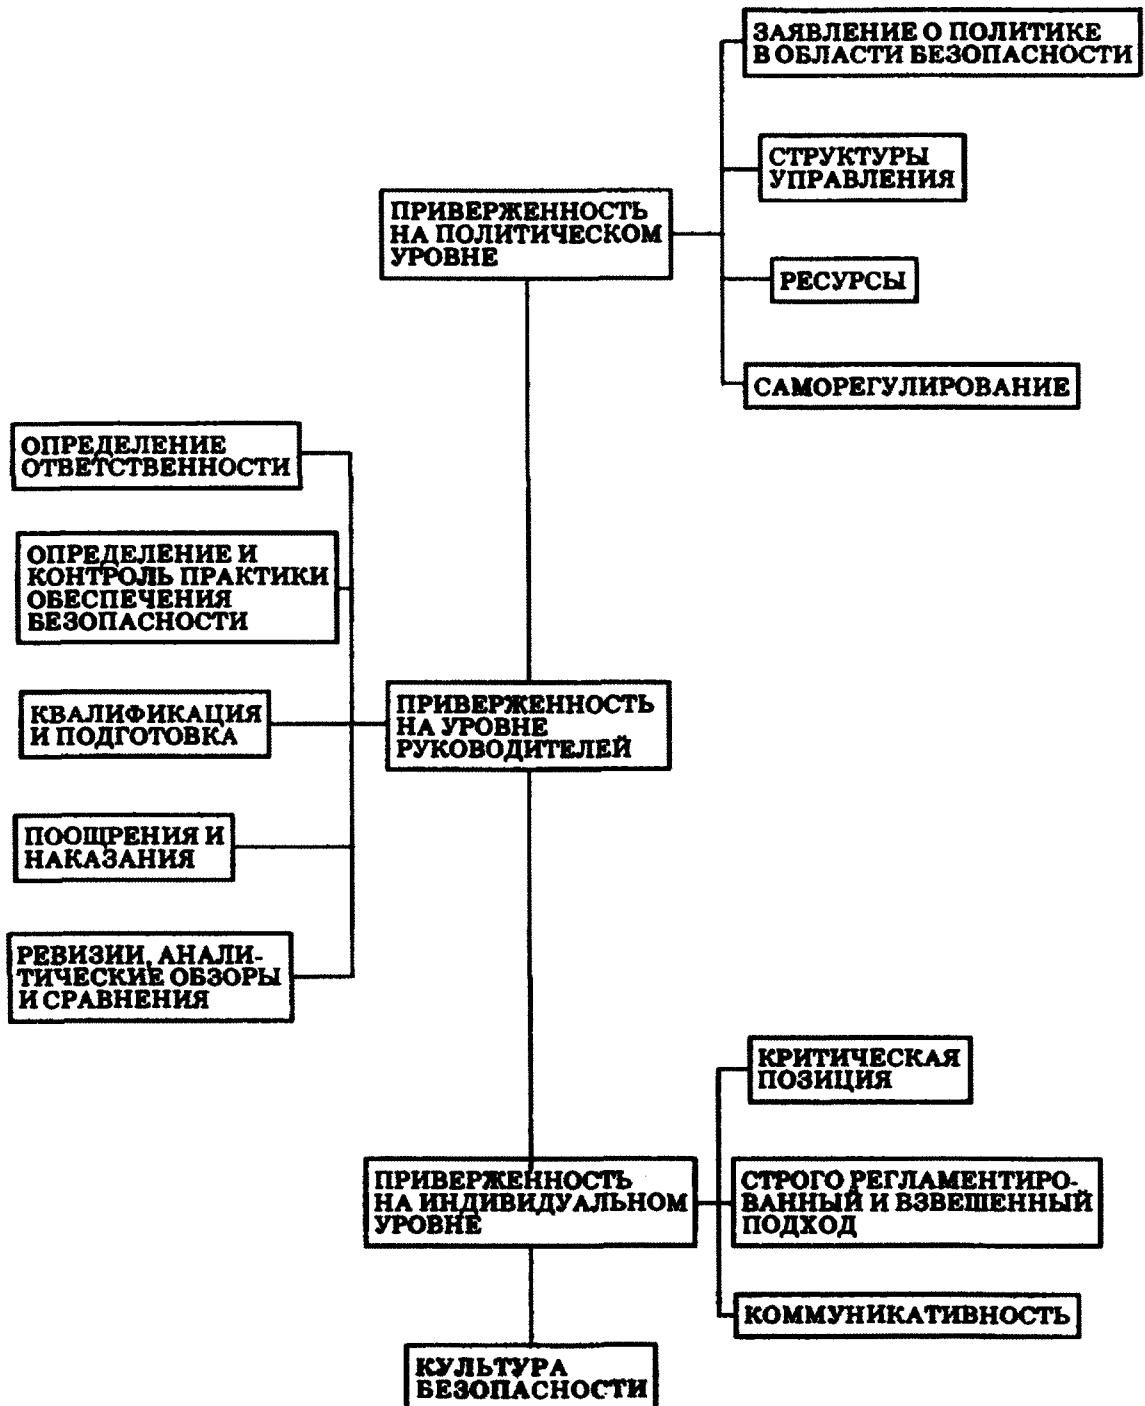 ЗАЯВЛЕНИЕ О ПОЛИТИКЕ
В ОБЛАСТИ БЕЗОПАСНОСТИ
СТРУКТУРЫ
УПРАВЛЕНИЯ
ПРИВЕРЖЕННОСТЬ
НА ПОЛИТИЧЕСКОМ
УРОВНЕ
РЕСУРСЫ
САМОРЕГУЛИРОВАНИЕ
ОПРЕДЕЛЕНИЕ
ОТВЕТСТВЕННОСТИ
ОПРЕДЕЛЕНИЕ И
КОНТРОЛЬ ПРАКТИКИ
ОБЕСПЕЧЕНИЯ
БЕЗОПАСНОСТИ
КВАЛИФИКАЦИЯ
И ПОДГОТОВКА
ПРИВЕРЖЕННОСТЬ
НА УРОВНЕ
РУКОВОДИТЕЛЕЙ
ПООЩРЕНИЯ И
НАКАЗАНИЯ
РЕВИЗИИ, АНАЛИ-
ТИЧЕСКИЕ ОБЗОРЫ
И СРАВНЕНИЯ
КРИТИЧЕСКАЯ
ПОЗИЦИЯ
ПРИВЕРЖЕННОСТЬ
НА ИНДИВИДУАЛЬНОМ
УРОВНЕ
СТРОГО РЕГЛАМЕНТИРО-
ВАННЫЙ И ВЗВЕШЕННЫЙ
ПОДХОД
КОММУНИКАТИВНОСТЬ
КУЛЬТУРА
БЕЗОПАСНОСТИ